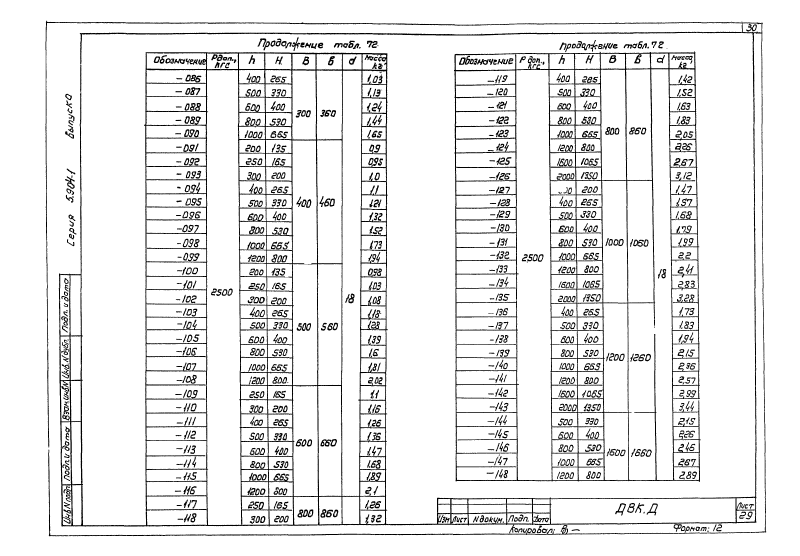 30
Продолжение табл. 72
Обозначение Рдоп., кгс h H В Б d Масса кг
-086 400 265 1,03
-087 500 330 1,13
-088 600 400 1,24
-089 800 530 300 360 1,44
-090 1000 665 1,65
-091 200 135 0,9
-092 250 165 0,95
-093 300 200 1,0
-094 400 265 1,1
-095 500 330 400 460 1,21
-096 600 400 1,32
-097 800 530 1,52
-098 1000 665 1,73
-099 1200 800 1,94
-100 200 135 0,98
-101 250 165 1,03
-102 2500 300 200 18 1,08
-103 400 265 1,18
-104 500 330 500 560 1,28
-105 600 400 1,39
-106 800 530 1,6
-107 1000 665 1,81
-108 1200 800 2,02
-109 250 165 1,1
-110 300 200 1,16
-111 400 265 1,26
-112 500 330 600 660 1,36
-113 600 400 1,47
-114 800 530 1,68
-115 1000 665 1,89
-116 1200 800 2,1
-117 250 165 800 860 1,26
-118 300 200 1,32
Продолжение табл. 72
Обозначение Р доп., кгс h H В Б d Масса кг
-119 400 265 1,42
-120 500 330 1,52
-121 600 400 1,63
-122 800 530 800 860 1,83
-123 1000 665 2,05
-124 1200 800 2,26
-125 1600 1065 2,67
-126 2000 1350 3,12
-127 200 1,47
-128 400 265 1,57
-129 500 330 1,68
-130 600 400 1,79
-131 800 530 1000 1060 1,99
-132 2500 1000 665 2,2
-133 1200 800 18 2,41
-134 1600 1065 2,83
-135 2000 1350 3,28
-136 400 265 1,73
-137 500 330 1,83
-138 600 400 1,94
-139 800 530 1200 1260 2,15
-140 1000 665 2,36
-141 1200 800 2,57
-142 1600 1065 2,99
-143 2000 1350 3,44
-144 500 330 2,15
-145 600 400 2,26
-146 800 530 1600 1660 2,46
-147 1000 665 2,67
-148 1200 800 2,89
Серия 5.904-1 Выпуск 0
Инв.N подл. Подп. и дата Взам.инв.N Инв.N дубл. Подп. и дата
Изм Лист N докум. Подп. Дата
ДВК.Д
Лист
29
Копировал:
Формат: 12